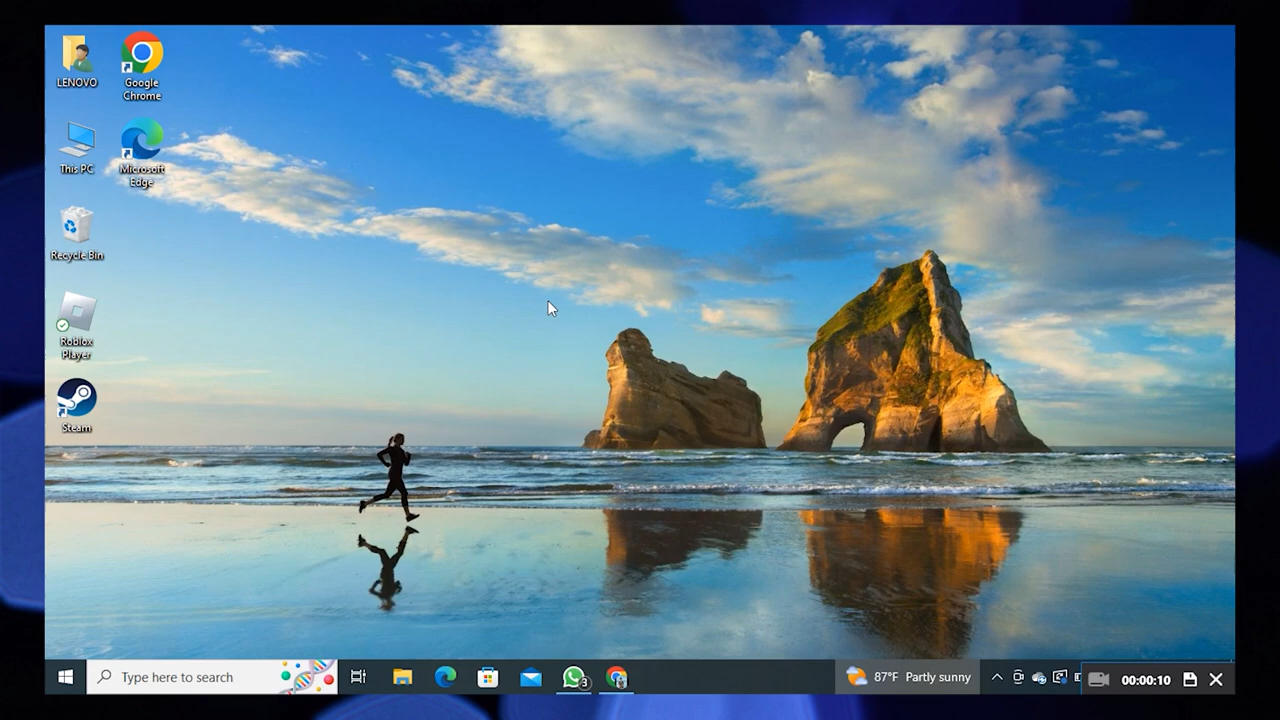 LENOVO
Google
Chrome
This PC
Microsoft
Edge
Recycle Bin
Roblox
Player
Steam
Type here to search
3
87°F Partly sunny
00:00:10